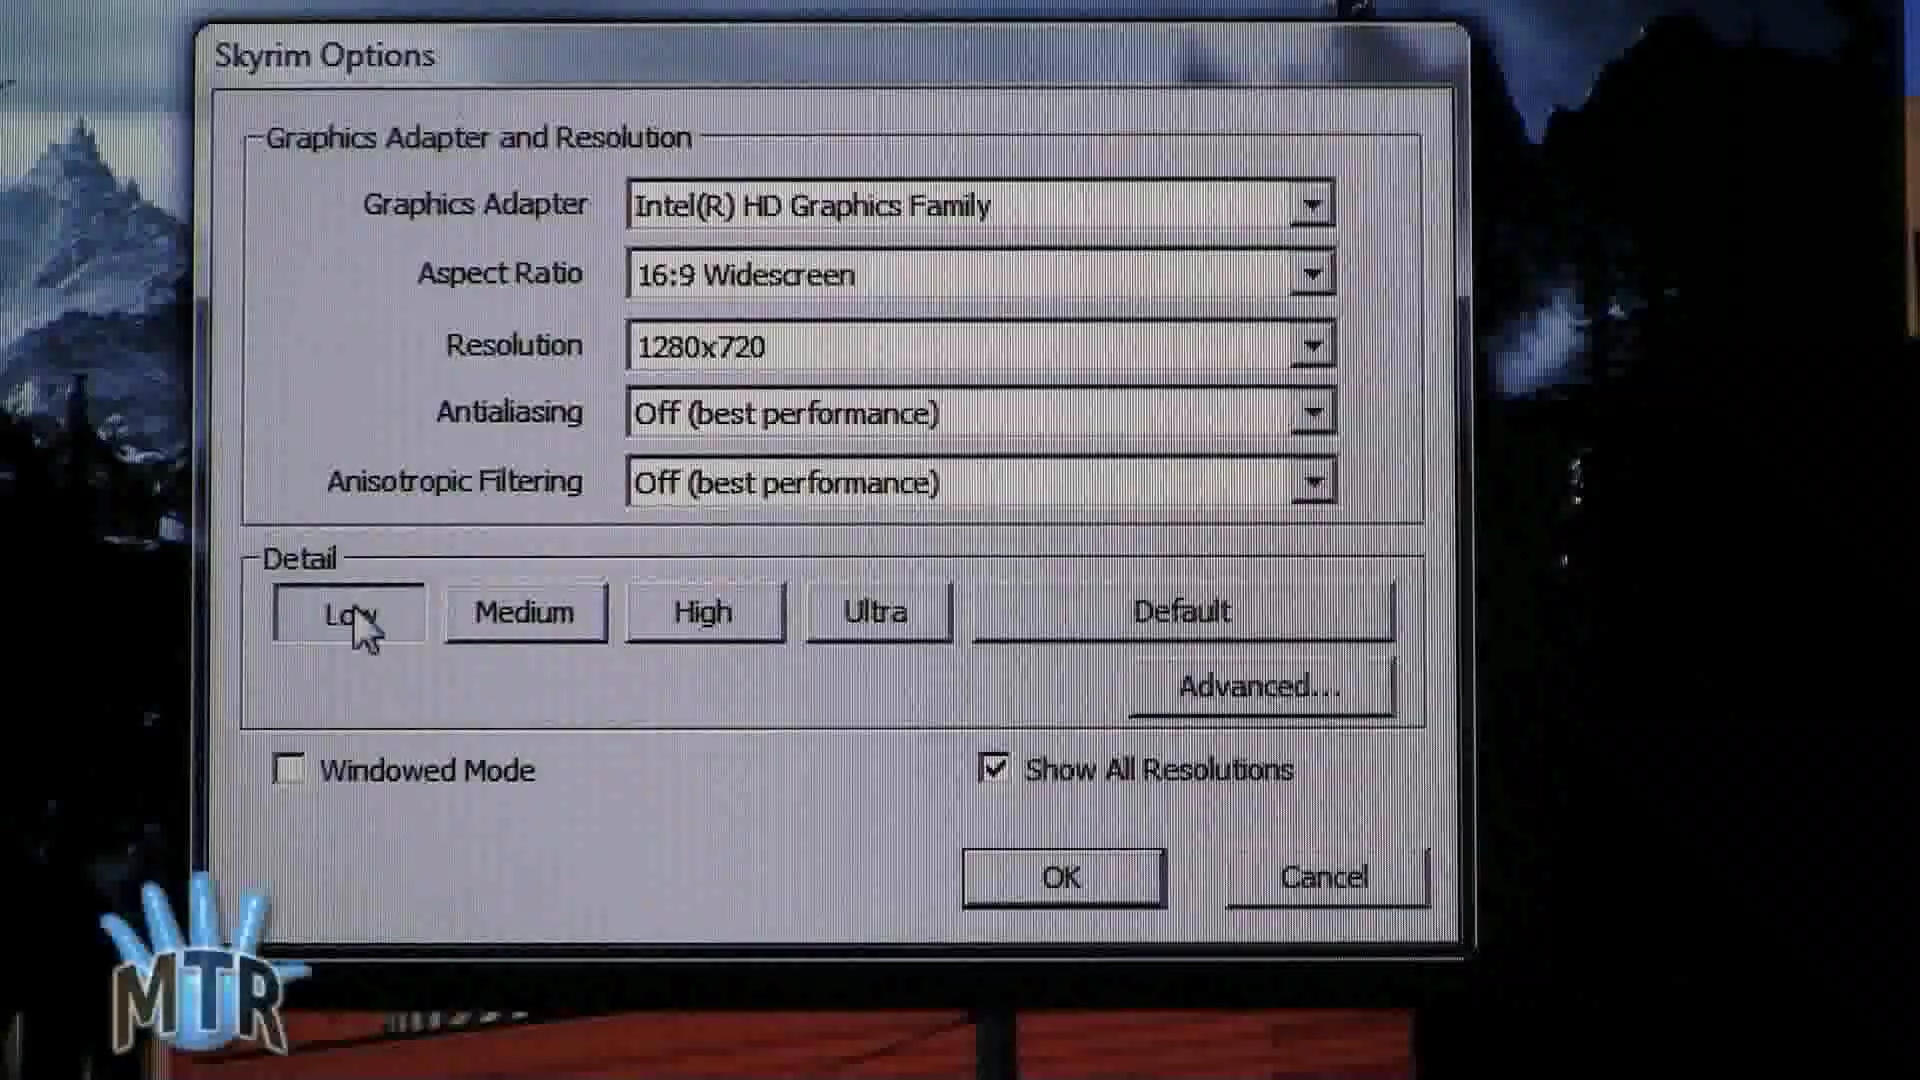 Skyrim Options
Graphics Adapter and Resolution
Graphics Adapter Intel(R) HD Graphics Family
Aspect Ratio 16:9 Widescreen
Resolution 1280x720
Antialiasing Off (best performance)
Anisotropic Filtering Off (best performance)
Detail
Low Medium High Ultra Default
Advanced...
Windowed Mode Show All Resolutions
OK Cancel
MTR